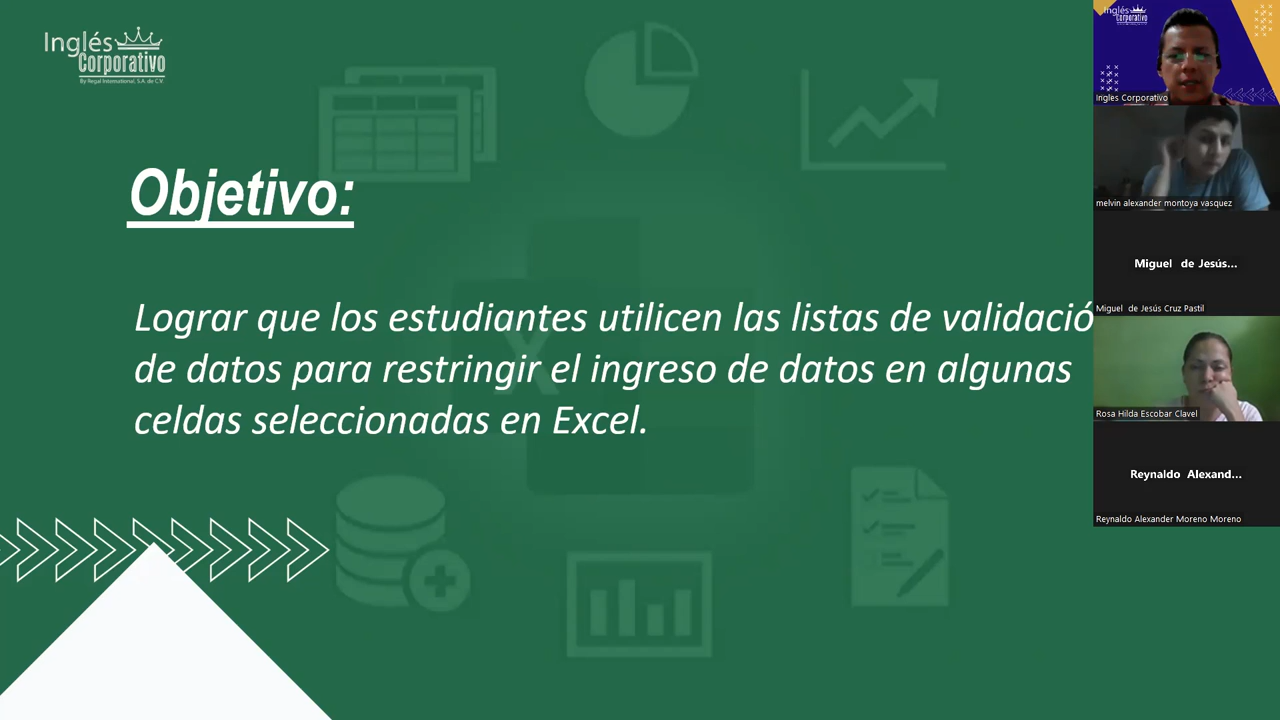 Inglés
Corporativo
By Regal International, S.A. de C.V.
Objetivo:
Lograr que los estudiantes utilicen las listas de validació
de datos para restringir el ingreso de datos en algunas
celdas seleccionadas en Excel.
Inglés
Corporativo
Ingles Corporativo
melvin alexander montoya vasquez
Miguel de Jesús...
Miguel de Jesús Cruz Pastil
Rosa Hilda Escobar Clavel
Reynaldo Alexand...
Reynaldo Alexander Moreno Moreno